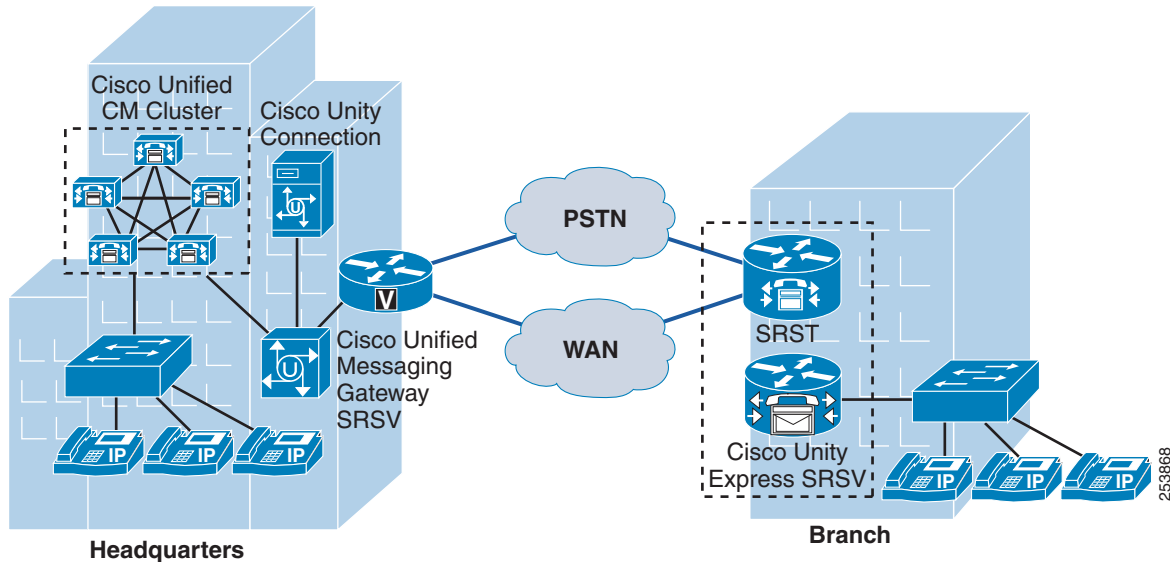 Cisco Unified
CM Cluster
Cisco Unity
Connection
PSTN
WAN
V
U
U
Cisco Unified
Messaging
Gateway
SRSV
IP
IP
IP
Headquarters
SRST
Cisco Unity
Express SRSV
IP
IP
IP
Branch
253868